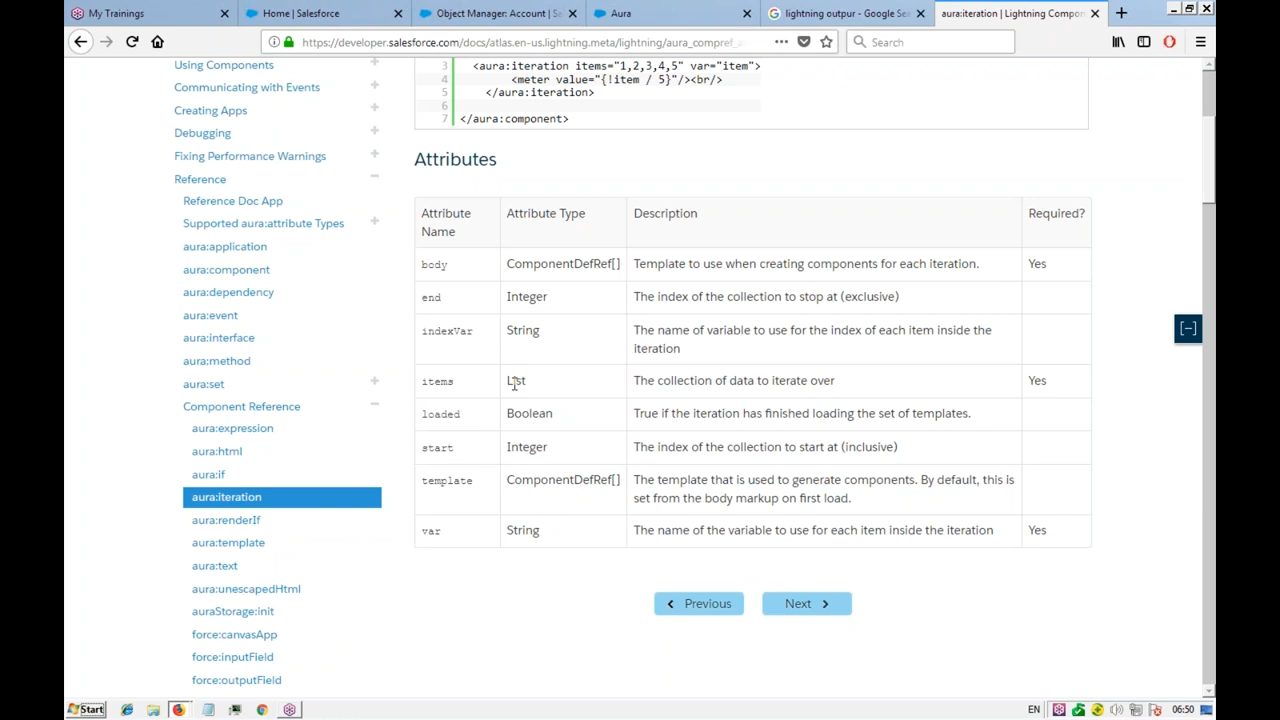 My Trainings
Home | Salesforce
Object Manager: Account | Sa
Aura
lightning outpur - Google Se
aura:iteration | Lightning Compon
https://developer.salesforce.com/docs/atlas.en-us.lightning.meta/lightning/aura_compref_a
Search
Using Components
Communicating with Events
Creating Apps
Debugging
Fixing Performance Warnings
Reference
Reference Doc App
Supported aura:attribute Types
aura:application
aura:component
aura:dependency
aura:event
aura:interface
aura:method
aura:set
Component Reference
aura:expression
aura:html
aura:if
aura:iteration
aura:renderIf
aura:template
aura:text
aura:unescapedHtml
auraStorage:init
force:canvasApp
force:inputField
force:outputField
3 <aura:iteration items="1,2,3,4,5" var="item">
4 <meter value="{!item / 5}"/><br/>
5 </aura:iteration>
6
7 </aura:component>
Attributes
Attribute Name Attribute Type Description Required?
body ComponentDefRef[] Template to use when creating components for each iteration. Yes
end Integer The index of the collection to stop at (exclusive)
indexVar String The name of variable to use for the index of each item inside the
iteration
items List The collection of data to iterate over Yes
loaded Boolean True if the iteration has finished loading the set of templates.
start Integer The index of the collection to start at (inclusive)
template ComponentDefRef[] The template that is used to generate components. By default, this is
set from the body markup on first load.
var String The name of the variable to use for each item inside the iteration Yes
Previous
Next
[-]
Start
EN
06:50